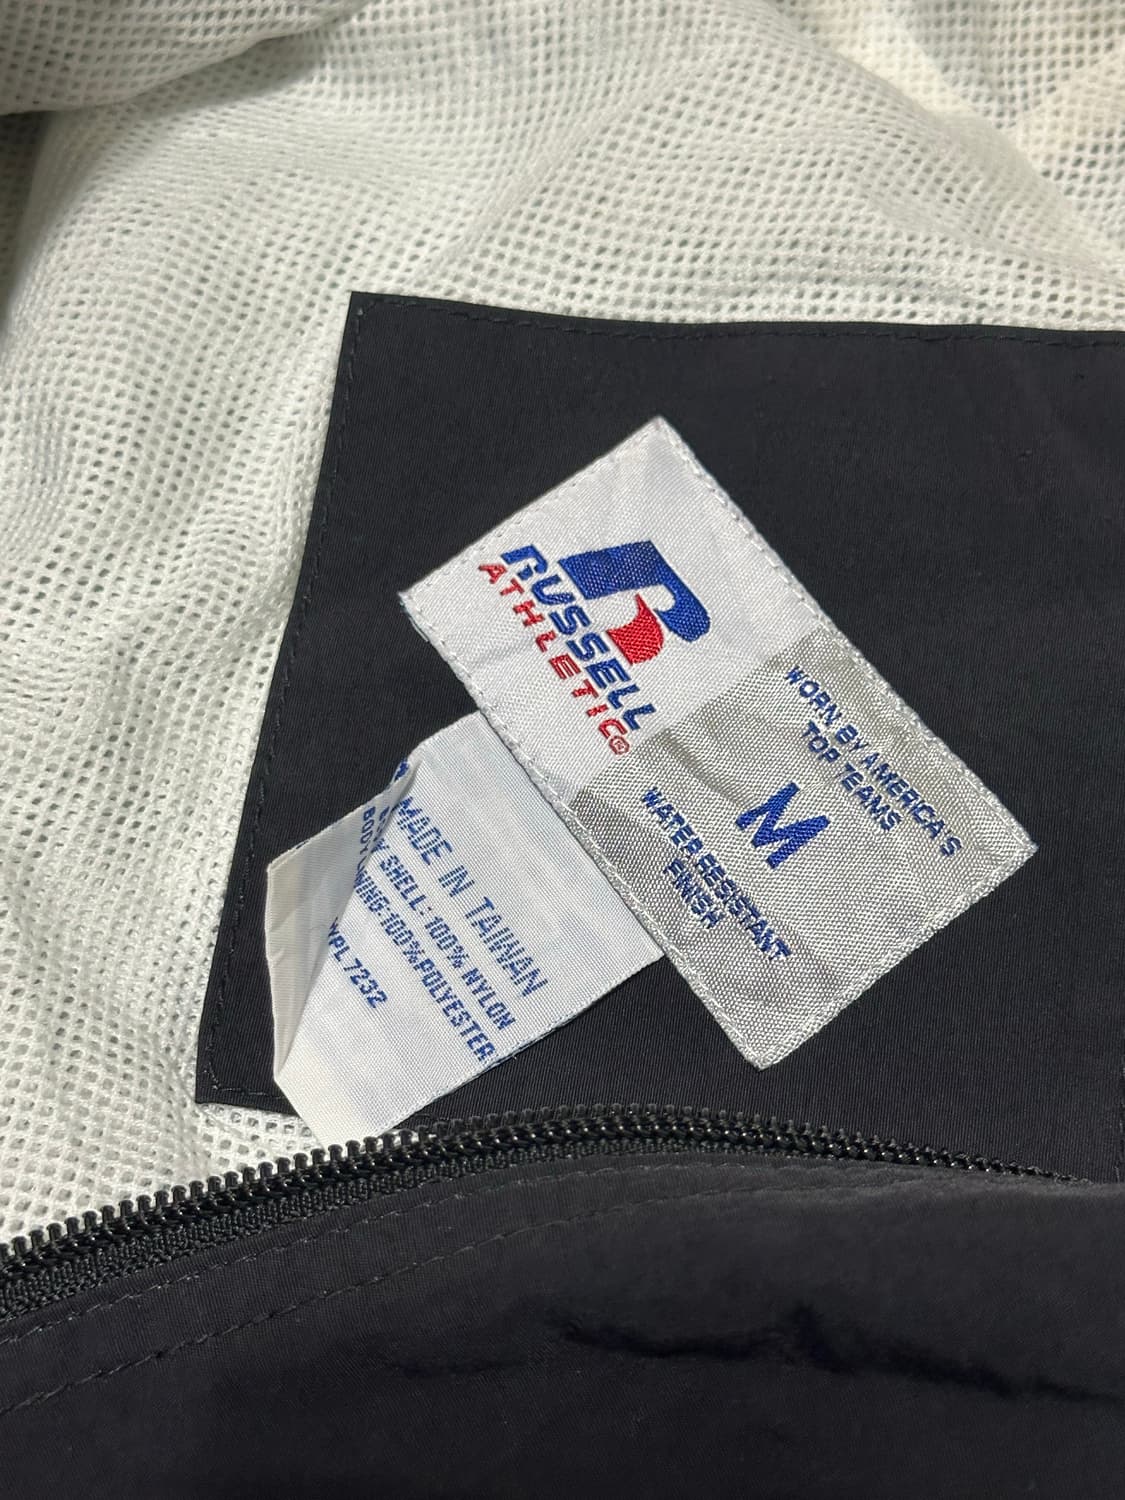 RUSSELL
ATHLETIC®
WORN BY AMERICA'S
TOP TEAMS
M
WATER RESISTANT
FINISH
MADE IN TAIWAN
BODY SHELL: 100% NYLON
BODY LINING:100%POLYESTER
7232